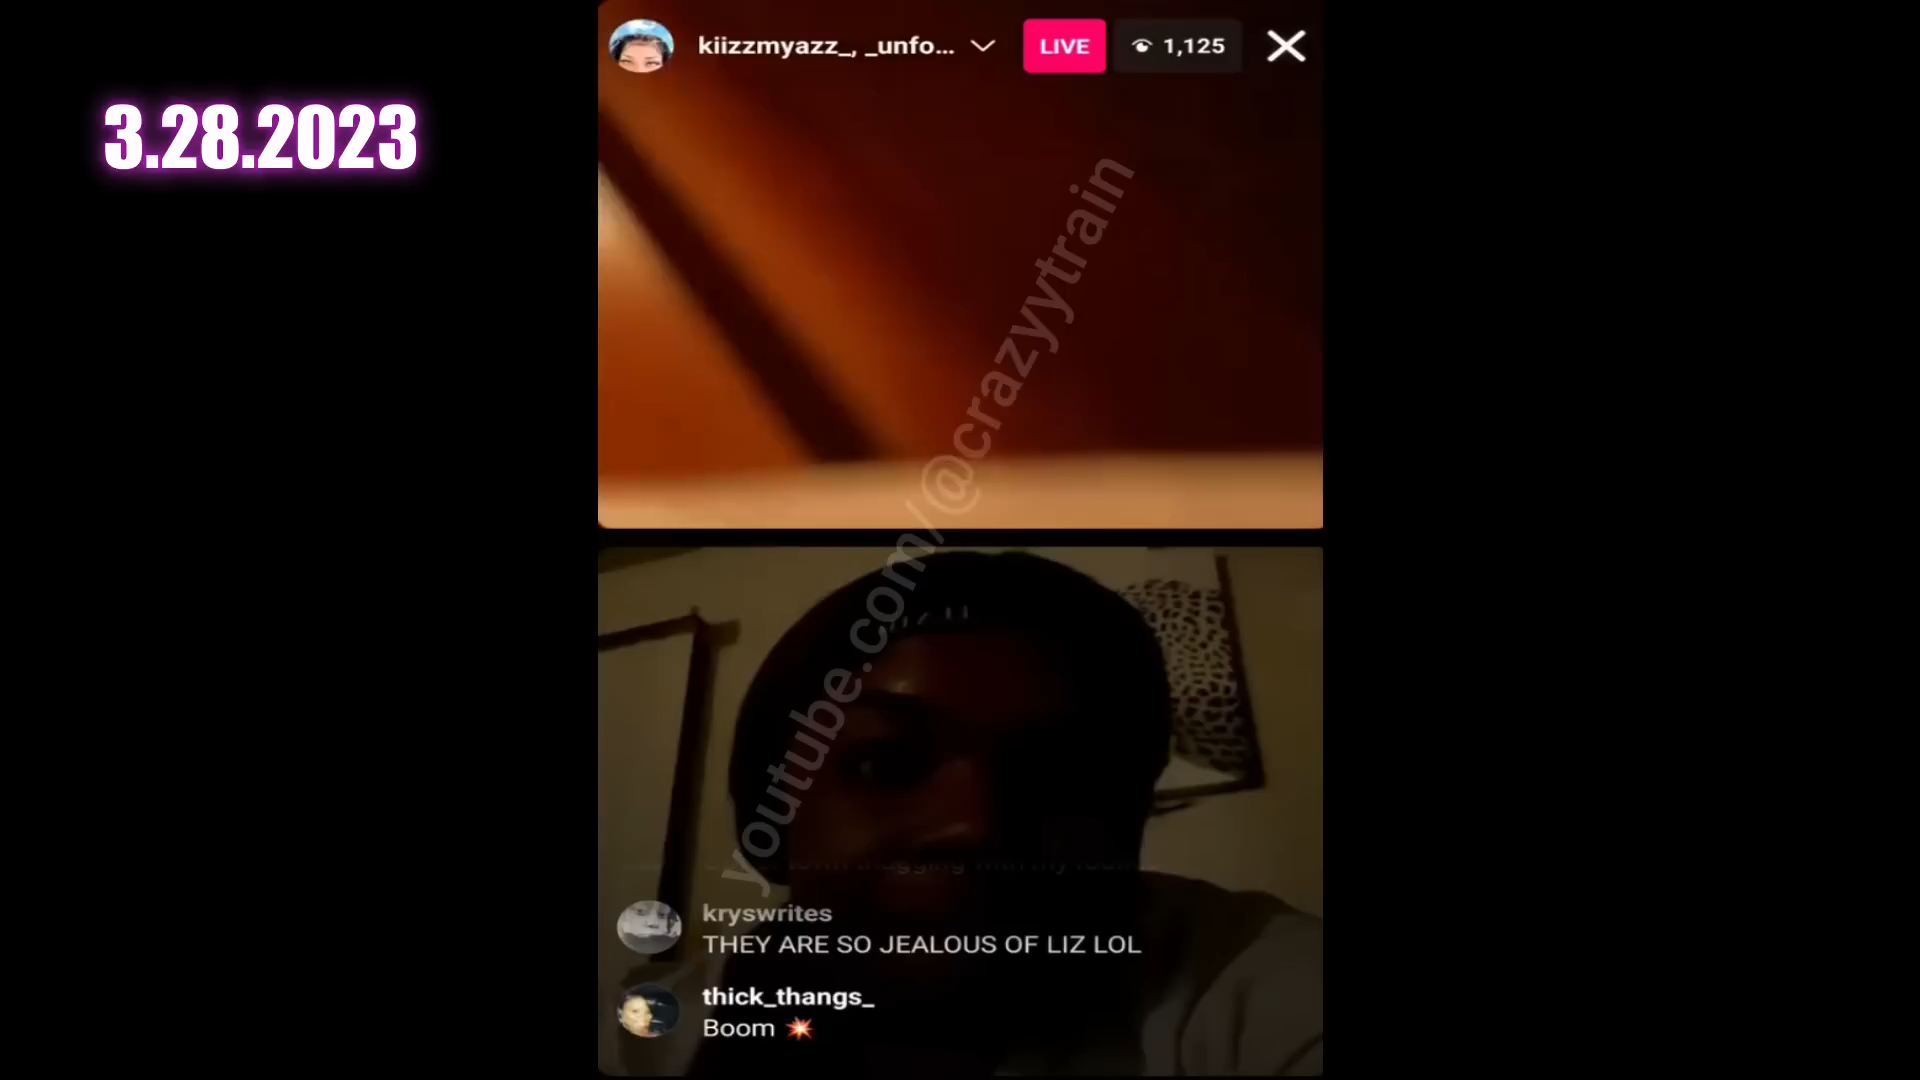 kiizzmyazz_, _unfo...
LIVE
1,125
3.28.2023
youtube.com/@crazyytrain
kryswrites
THEY ARE SO JEALOUS OF LIZ LOL
thick_thangs_
Boom 💥